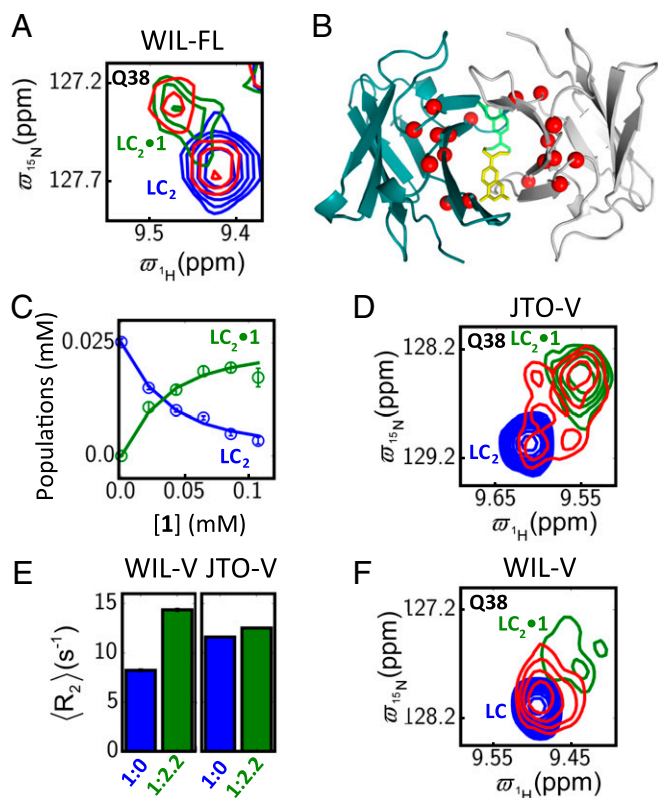 A
WIL-FL
Q38
127.2
127.7
LC₂•1
LC₂
ϖ₁₅N (ppm)
9.5
9.4
ϖ₁H (ppm)
B
C
Populations (mM)
0.025
0.0
LC₂•1
LC₂
0.0
0.05
0.1
[1] (mM)
D
JTO-V
Q38
LC₂•1
128.2
129.2
LC₂
ϖ₁₅N (ppm)
9.65
9.55
ϖ₁H (ppm)
E
WIL-V
JTO-V
⟨R₂⟩(s⁻¹)
15
10
5
0
1:0
1:2.2
1:0
1:2.2
F
WIL-V
Q38
LC₂•1
127.2
128.2
LC
ϖ₁₅N (ppm)
9.55
9.45
ϖ₁H (ppm)